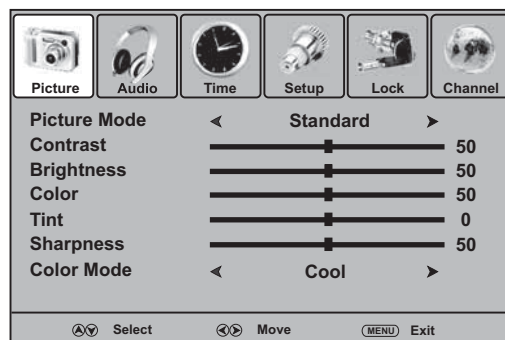 Picture Audio Time Setup Lock Channel
Picture Mode Standard
Contrast 50
Brightness 50
Color 50
Tint 0
Sharpness 50
Color Mode Cool
Select Move MENU Exit